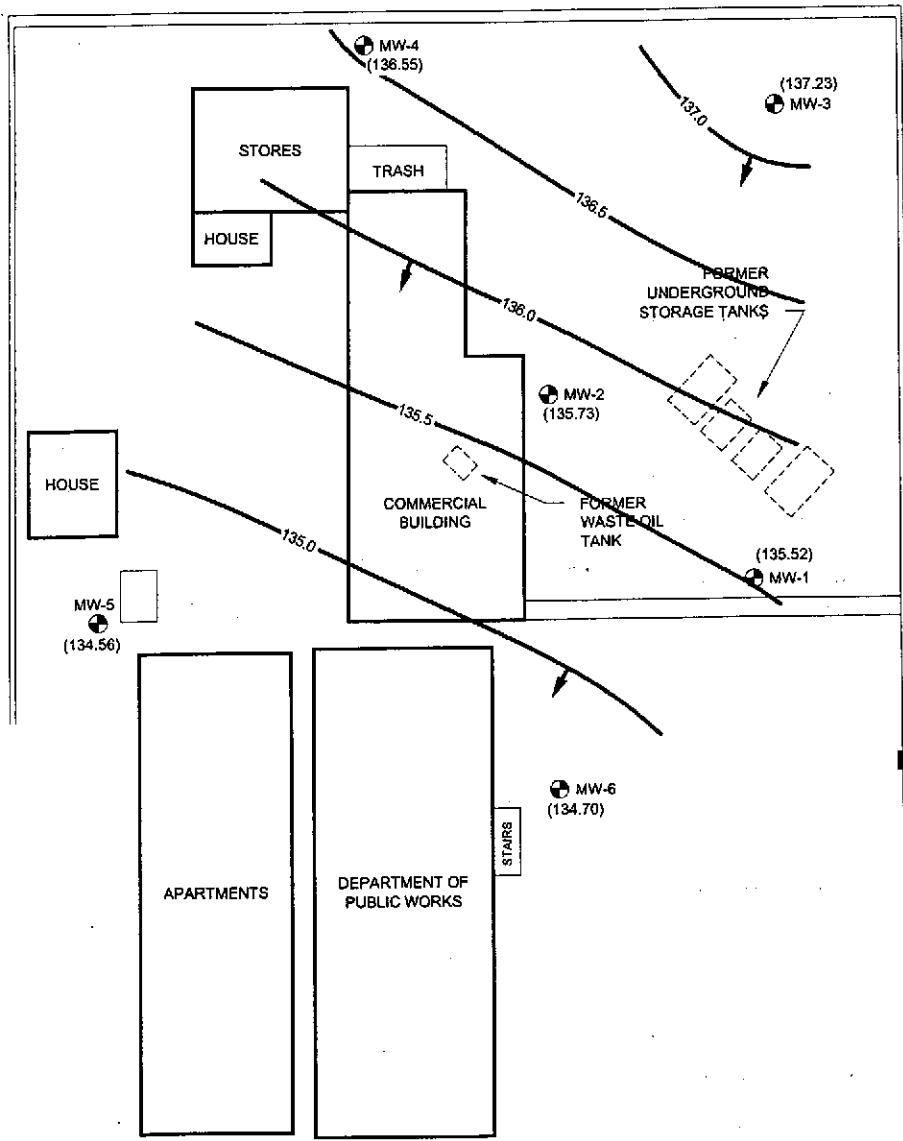 MW-4
(136.55)
(137.23)
MW-3
137.0
STORES
TRASH
136.5
HOUSE
FORMER
UNDERGROUND
STORAGE TANKS
136.0
MW-2
(135.73)
135.5
HOUSE
COMMERCIAL
BUILDING
FORMER
WASTE OIL
TANK
135.0
(135.52)
MW-1
MW-5
(134.56)
MW-6
(134.70)
STAIRS
APARTMENTS
DEPARTMENT OF
PUBLIC WORKS